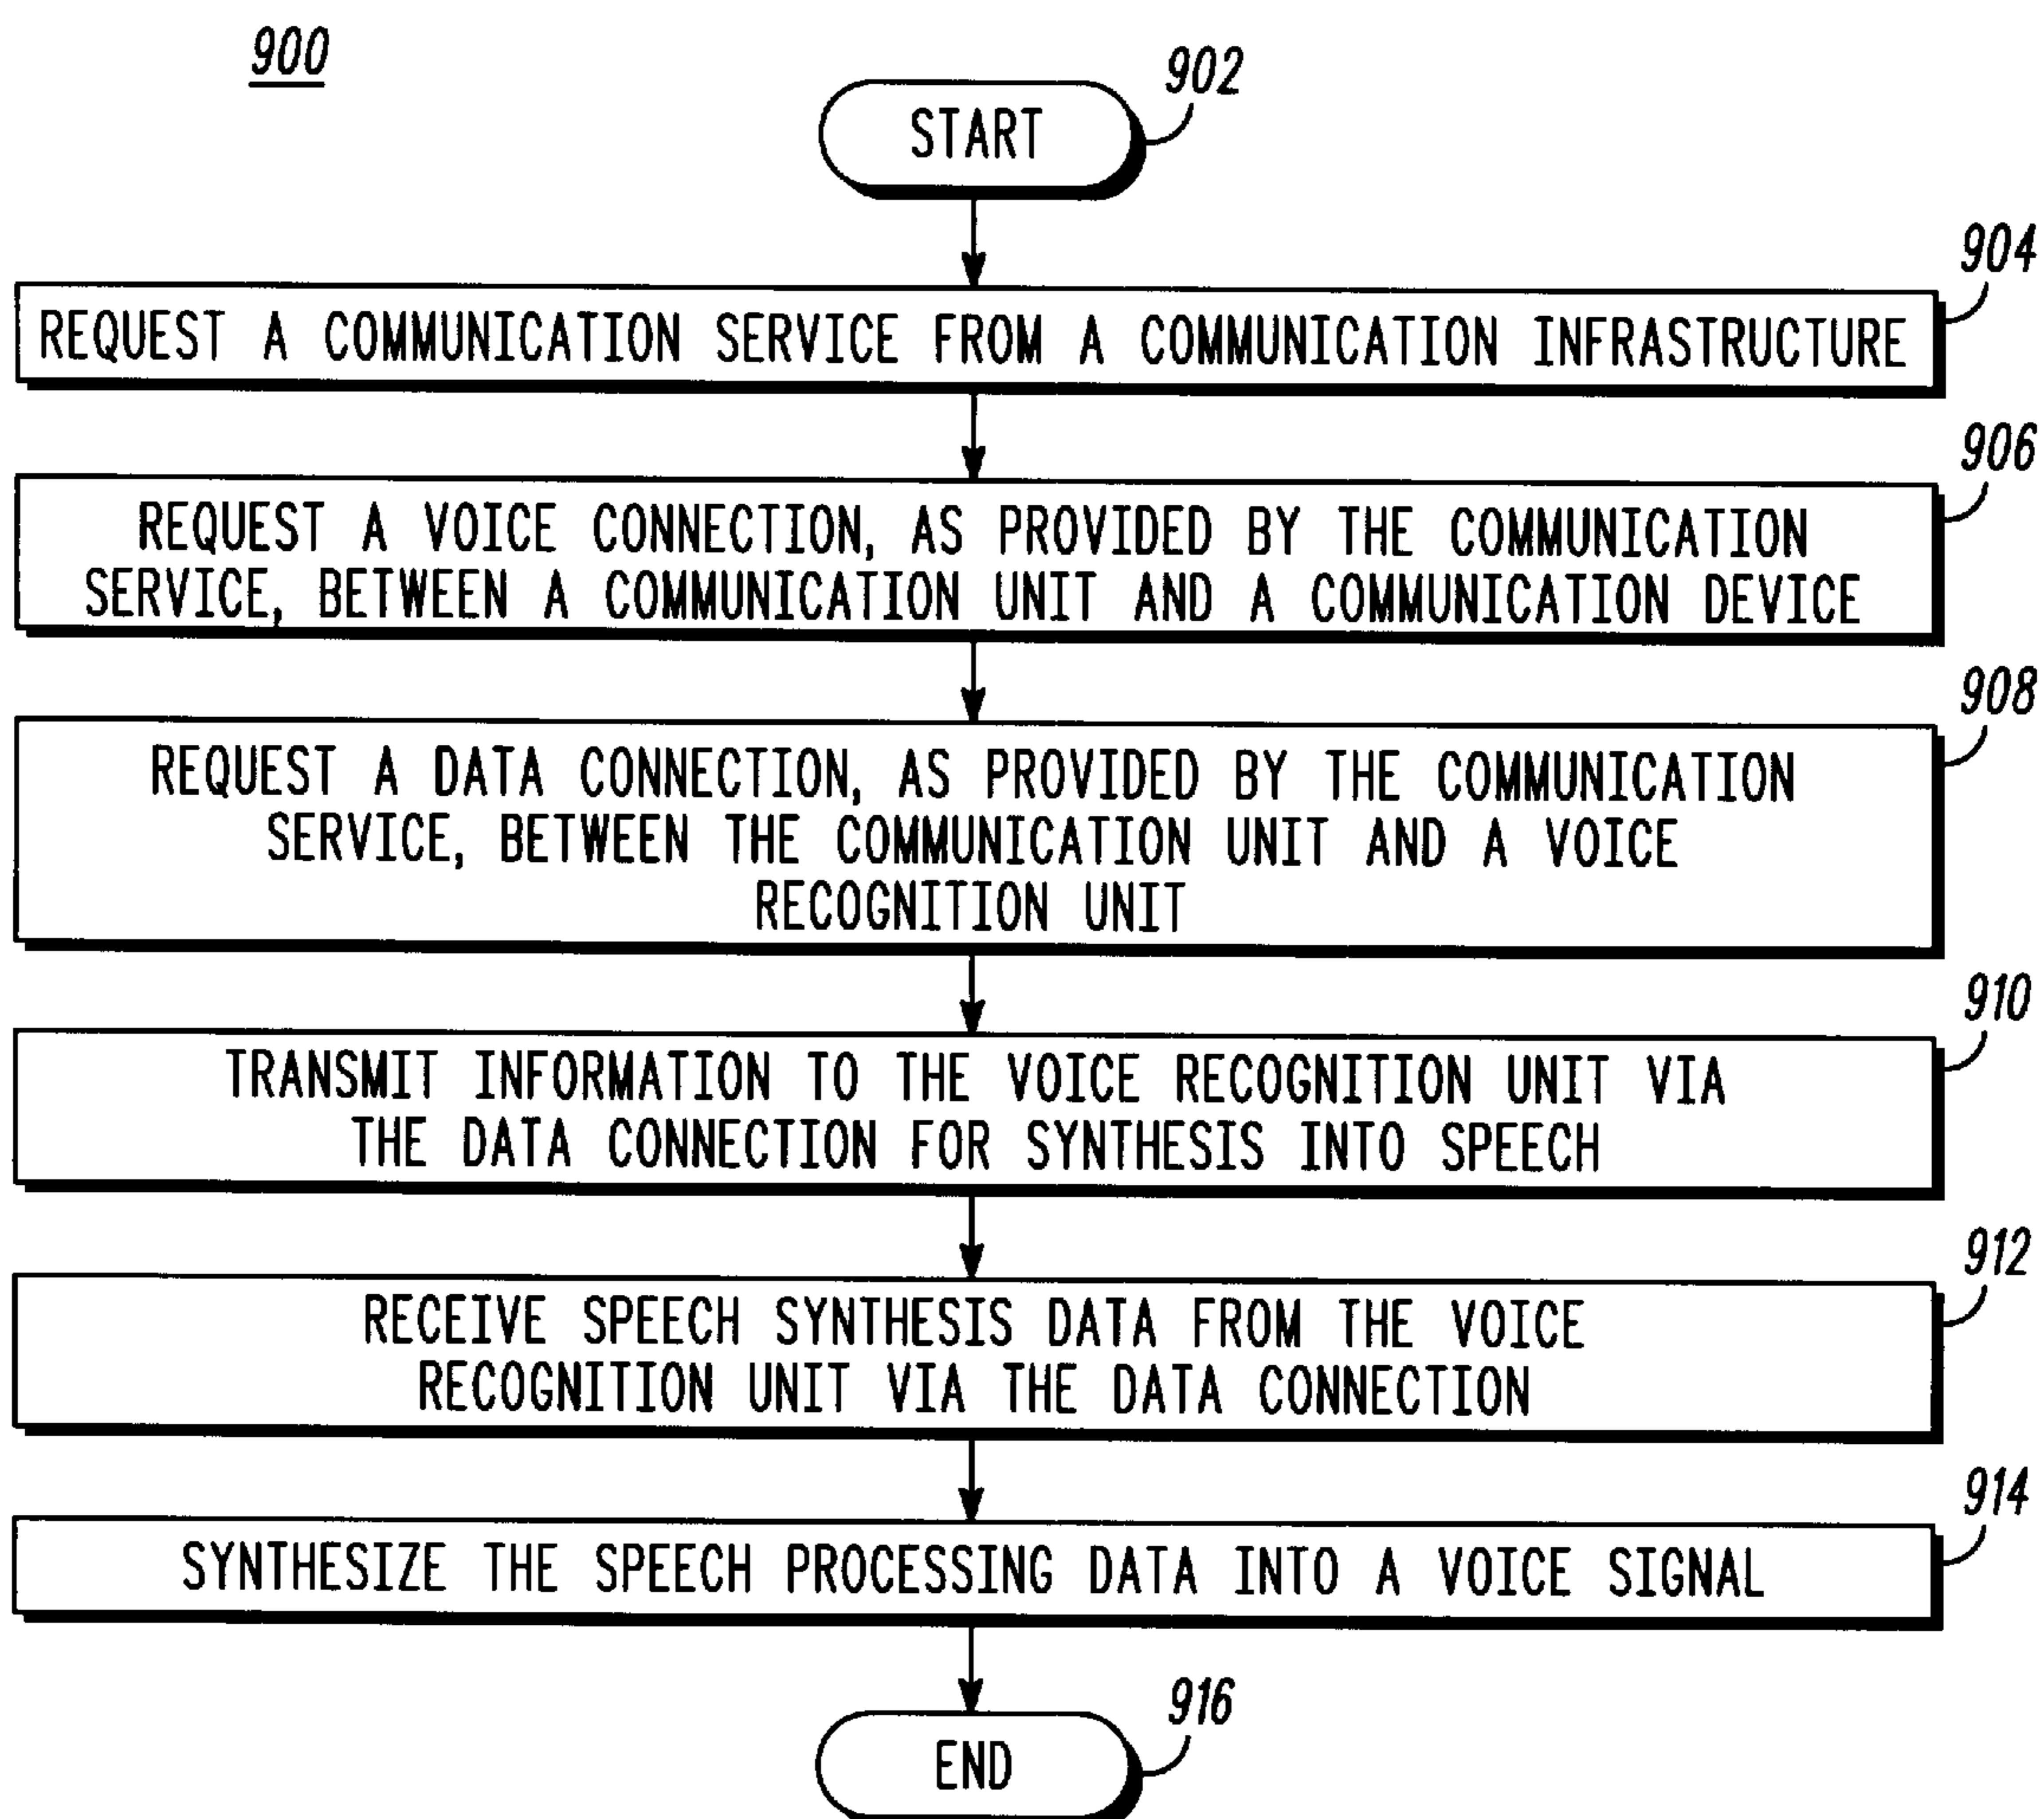 900
START
902
904
REQUEST A COMMUNICATION SERVICE FROM A COMMUNICATION INFRASTRUCTURE
906
REQUEST A VOICE CONNECTION, AS PROVIDED BY THE COMMUNICATION
SERVICE, BETWEEN A COMMUNICATION UNIT AND A COMMUNICATION DEVICE
908
REQUEST A DATA CONNECTION, AS PROVIDED BY THE COMMUNICATION
SERVICE, BETWEEN THE COMMUNICATION UNIT AND A VOICE
RECOGNITION UNIT
910
TRANSMIT INFORMATION TO THE VOICE RECOGNITION UNIT VIA
THE DATA CONNECTION FOR SYNTHESIS INTO SPEECH
912
RECEIVE SPEECH SYNTHESIS DATA FROM THE VOICE
RECOGNITION UNIT VIA THE DATA CONNECTION
914
SYNTHESIZE THE SPEECH PROCESSING DATA INTO A VOICE SIGNAL
916
END